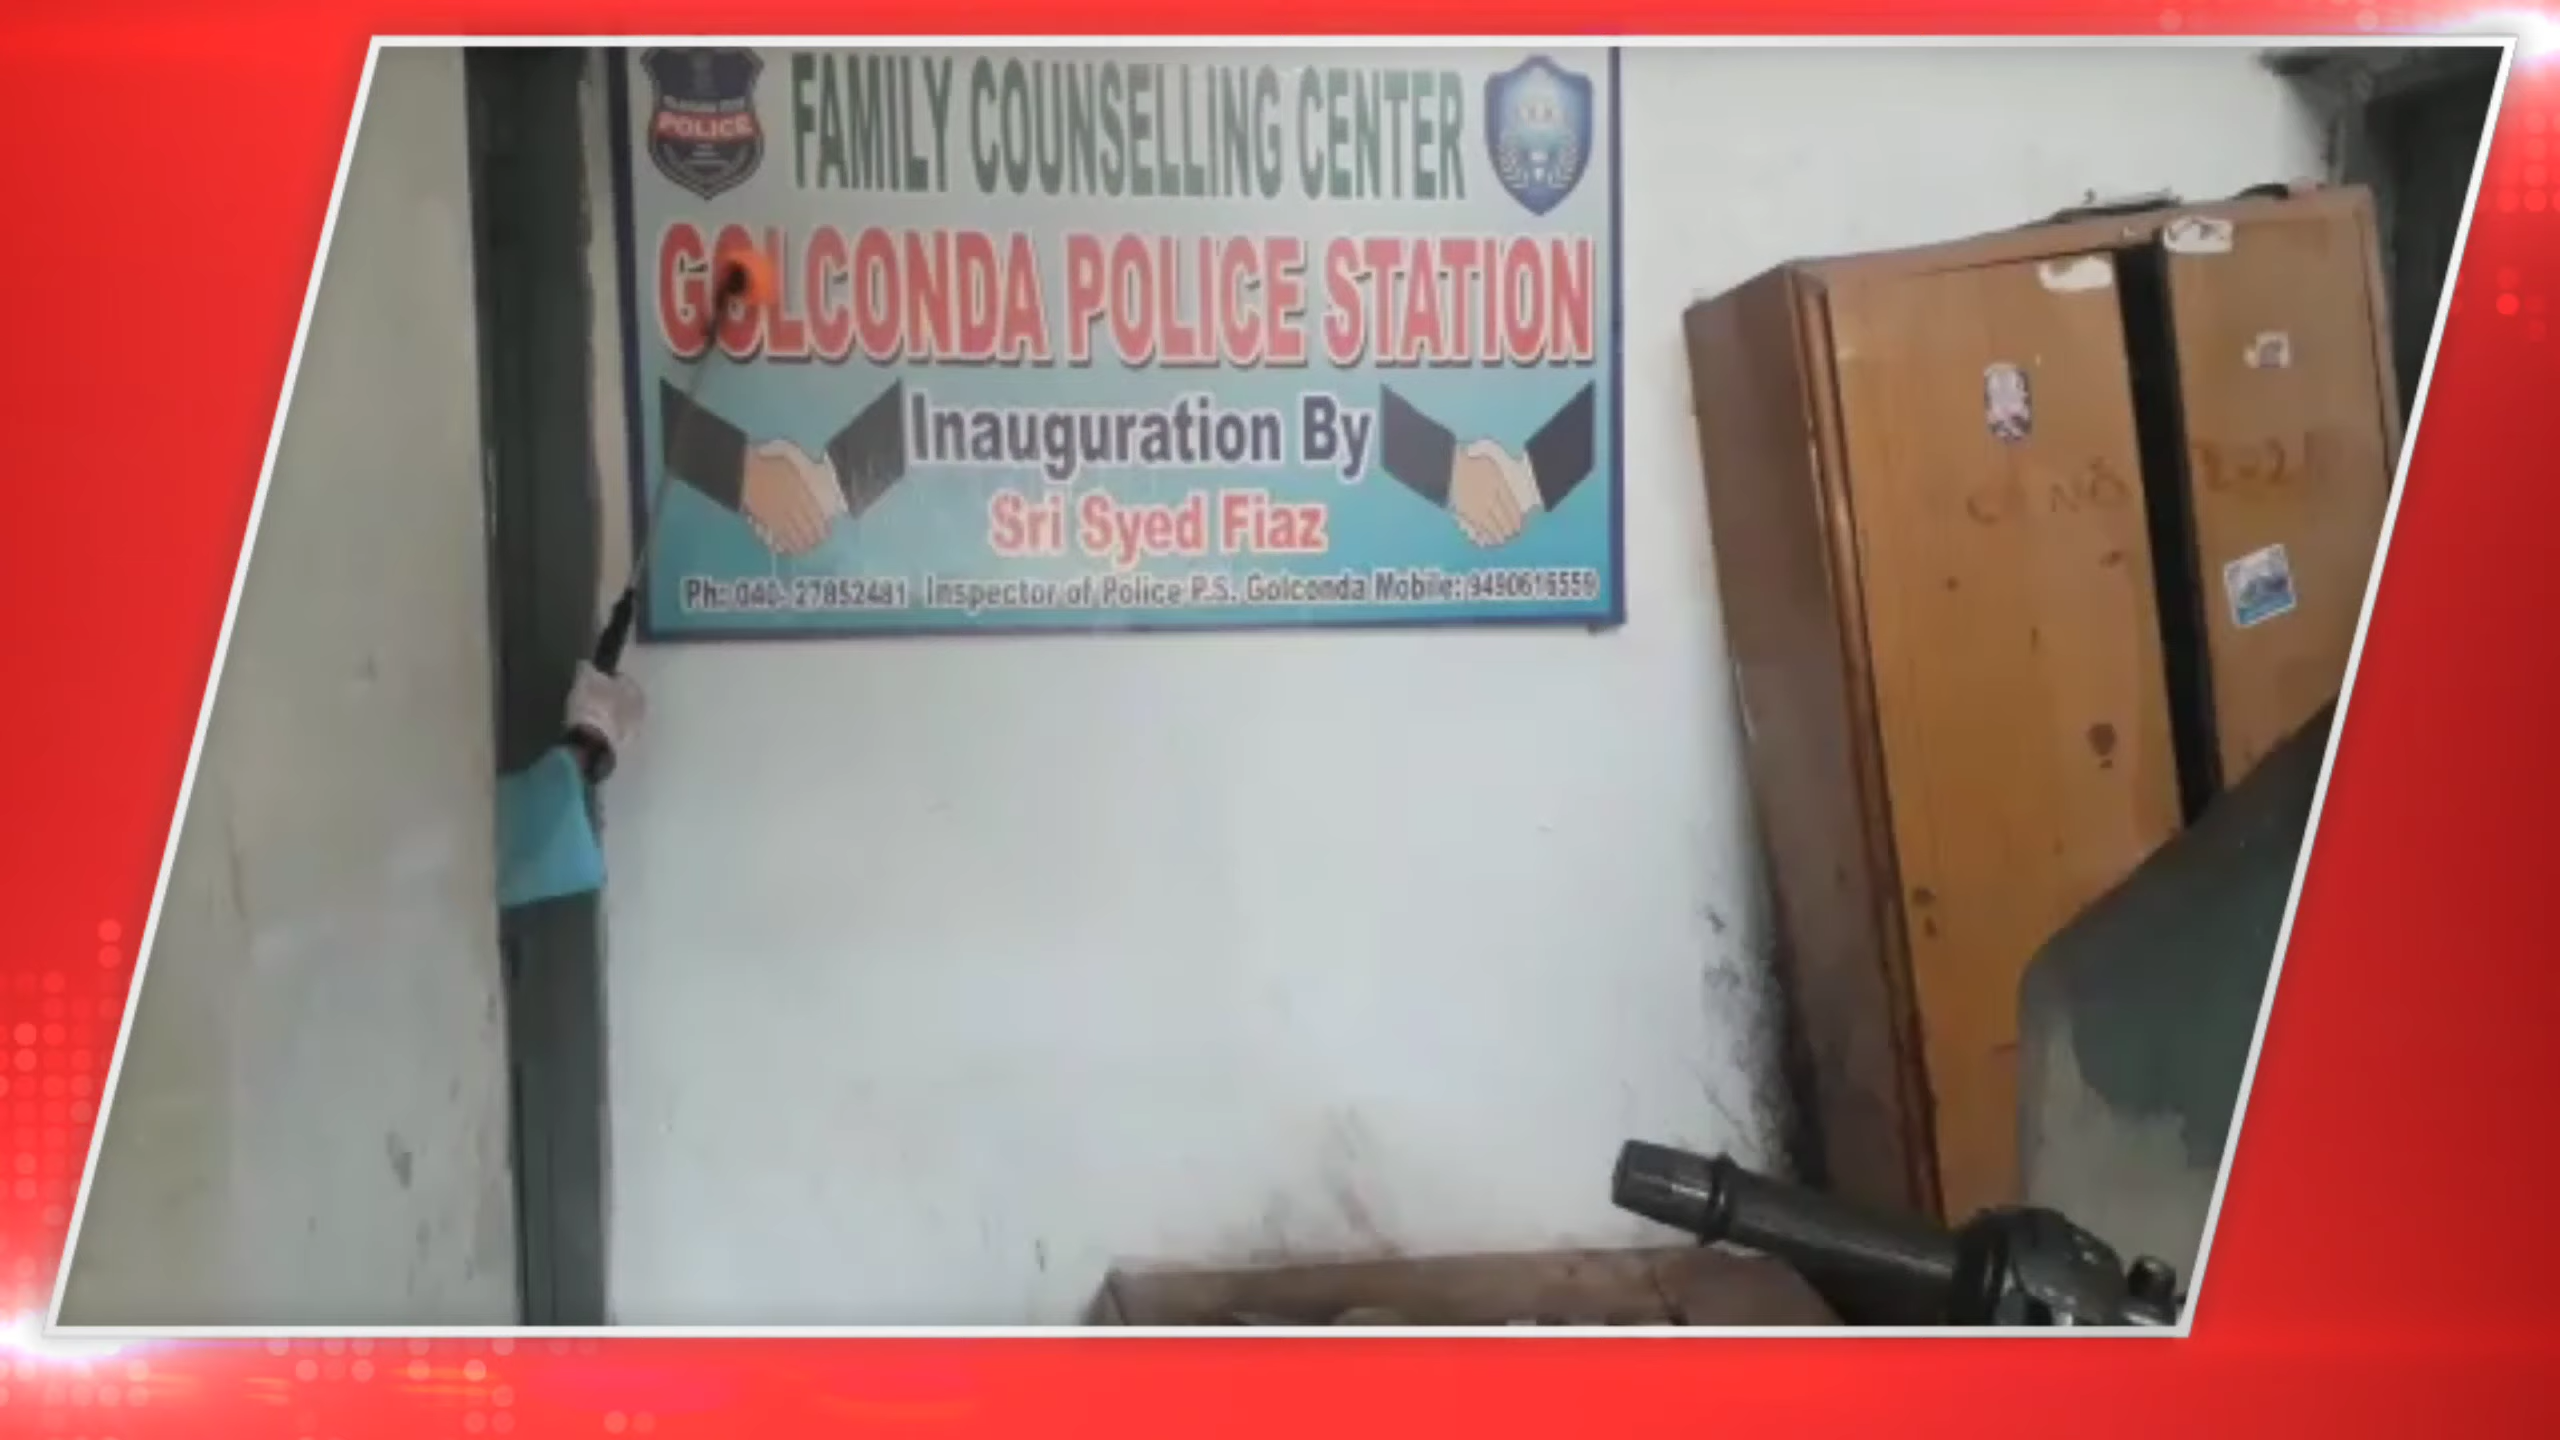 POLICE
FAMILY COUNSELLING CENTER
GOLCONDA POLICE STATION
Inauguration By
Sri Syed Fiaz
Ph: 040- 27852481 Inspector of Police P.S. Golconda Mobile: 9490616559